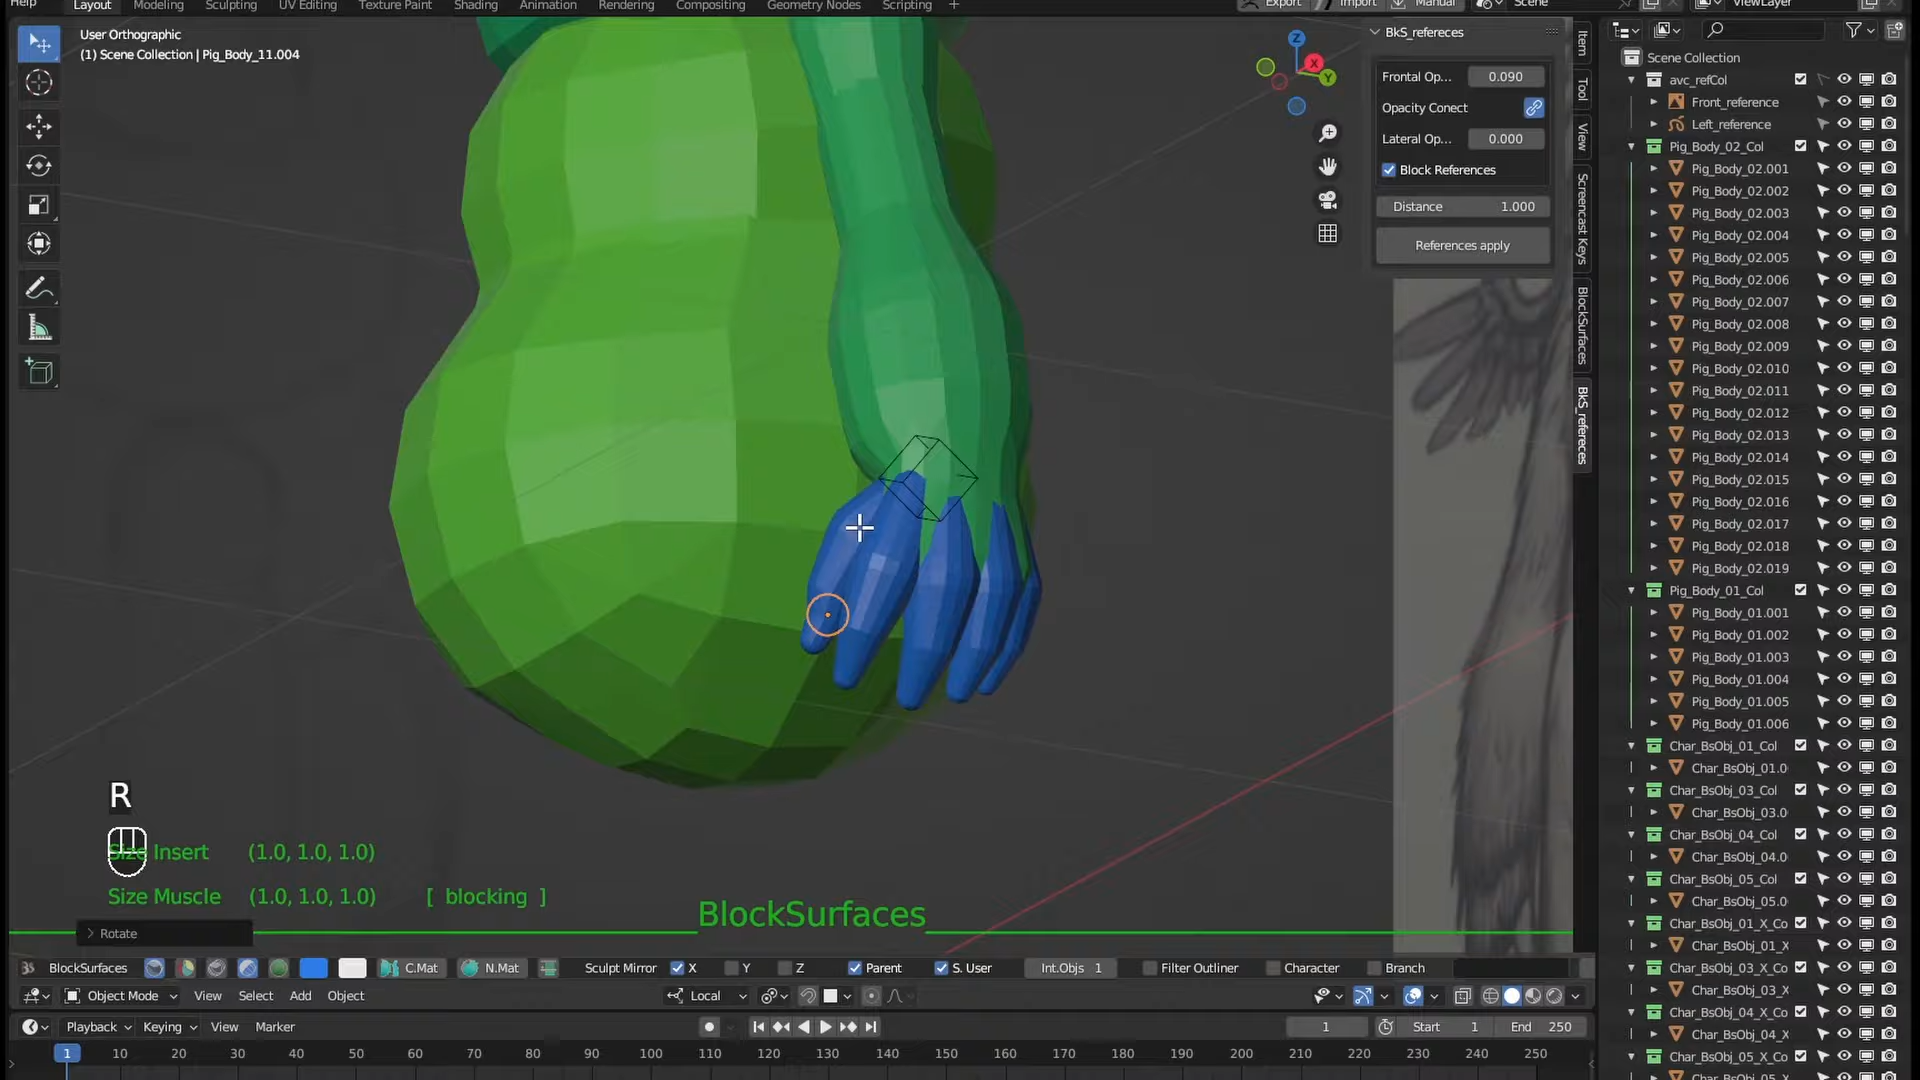 Help
Layout Modeling Sculpting UV Editing Texture Paint Shading Animation Rendering Compositing Geometry Nodes Scripting +
Export Import Manual Scene ViewLayer
User Orthographic
(1) Scene Collection | Pig_Body_11.004
BkS_refereces
Frontal Op... 0.090
Opacity Conect
Lateral Op... 0.000
Block References
Distance 1.000
References apply
Item
Tool
View
Screencast Keys
BlockSurfaces
BkS_refereces
Scene Collection
avc_refCol
Front_reference
Left_reference
Pig_Body_02_Col
Pig_Body_02.001
Pig_Body_02.002
Pig_Body_02.003
Pig_Body_02.004
Pig_Body_02.005
Pig_Body_02.006
Pig_Body_02.007
Pig_Body_02.008
Pig_Body_02.009
Pig_Body_02.010
Pig_Body_02.011
Pig_Body_02.012
Pig_Body_02.013
Pig_Body_02.014
Pig_Body_02.015
Pig_Body_02.016
Pig_Body_02.017
Pig_Body_02.018
Pig_Body_02.019
Pig_Body_01_Col
Pig_Body_01.001
Pig_Body_01.002
Pig_Body_01.003
Pig_Body_01.004
Pig_Body_01.005
Pig_Body_01.006
Char_BsObj_01_Col
Char_BsObj_01.0
Char_BsObj_03_Col
Char_BsObj_03.0
Char_BsObj_04_Col
Char_BsObj_04.0
Char_BsObj_05_Col
Char_BsObj_05.0
Char_BsObj_01_X_Co
Char_BsObj_01_X
Char_BsObj_03_X_Co
Char_BsObj_03_X
Char_BsObj_04_X_Co
Char_BsObj_04_X
Char_BsObj_05_X_Co
Char_BsObj_05_X
R
Size Insert (1.0, 1.0, 1.0)
Size Muscle (1.0, 1.0, 1.0) [ blocking ]
BlockSurfaces
Rotate
BlockSurfaces C.Mat N.Mat Sculpt Mirror X Y Z Parent S. User Int.Objs 1 Filter Outliner Character Branch
Object Mode View Select Add Object Local
Playback Keying View Marker 1 Start 1 End 250
1 10 20 30 40 50 60 70 80 90 100 110 120 130 140 150 160 170 180 190 200 210 220 230 240 250
X Y Z